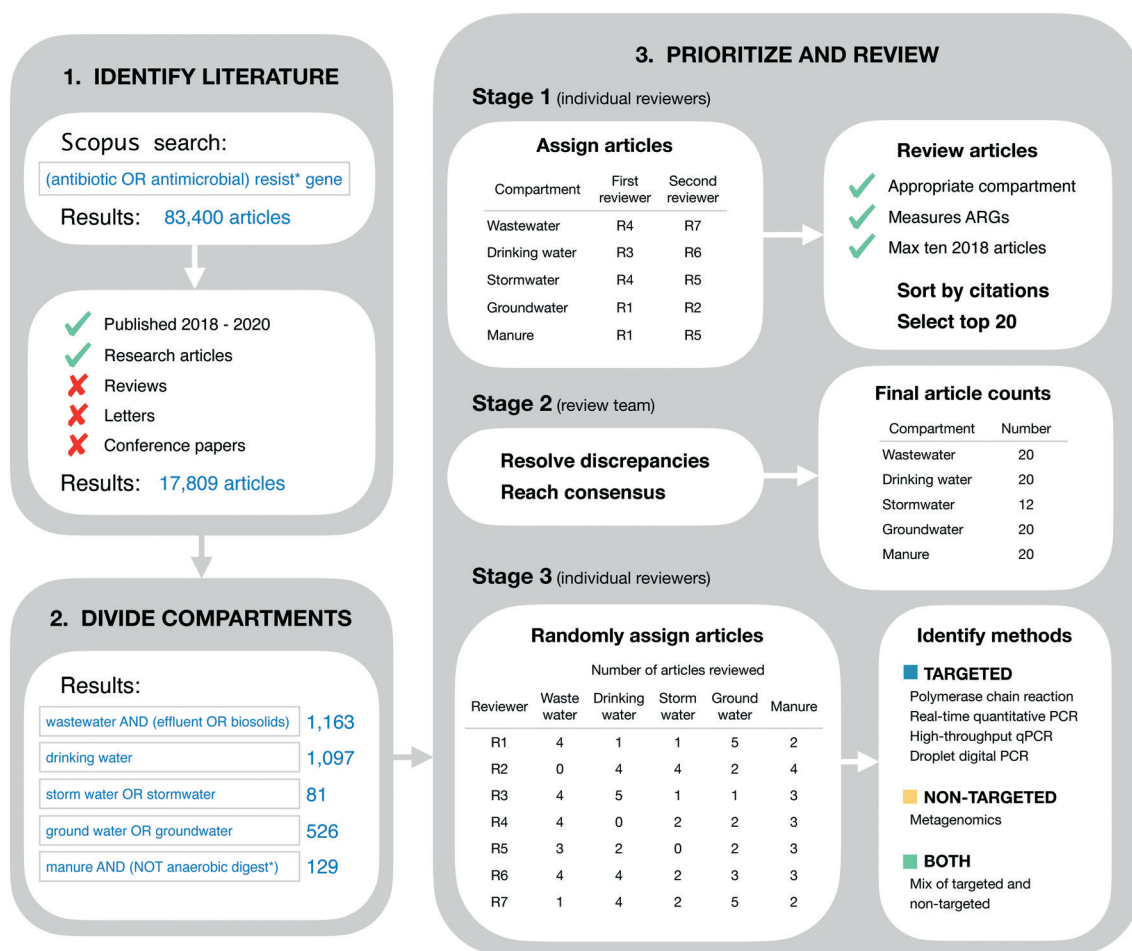 1. IDENTIFY LITERATURE
Scopus search:
(antibiotic OR antimicrobial) resist* gene
Results: 83,400 articles
Published 2018 - 2020
Research articles
Reviews
Letters
Conference papers
Results: 17,809 articles
2. DIVIDE COMPARTMENTS
Results:
wastewater AND (effluent OR biosolids) 1,163
drinking water 1,097
storm water OR stormwater 81
ground water OR groundwater 526
manure AND (NOT anaerobic digest*) 129
3. PRIORITIZE AND REVIEW
Stage 1 (individual reviewers)
Assign articles
Compartment First reviewer Second reviewer
Wastewater R4 R7
Drinking water R3 R6
Stormwater R4 R5
Groundwater R1 R2
Manure R1 R5
Review articles
Appropriate compartment
Measures ARGs
Max ten 2018 articles
Sort by citations
Select top 20
Stage 2 (review team)
Resolve discrepancies
Reach consensus
Final article counts
Compartment Number
Wastewater 20
Drinking water 20
Stormwater 12
Groundwater 20
Manure 20
Stage 3 (individual reviewers)
Randomly assign articles
Number of articles reviewed
Reviewer Waste water Drinking water Storm water Ground water Manure
R1 4 1 1 5 2
R2 0 4 4 2 4
R3 4 5 1 1 3
R4 4 0 2 2 3
R5 3 2 0 2 3
R6 4 4 2 3 3
R7 1 4 2 5 2
Identify methods
TARGETED
Polymerase chain reaction
Real-time quantitative PCR
High-throughput qPCR
Droplet digital PCR
NON-TARGETED
Metagenomics
BOTH
Mix of targeted and
non-targeted